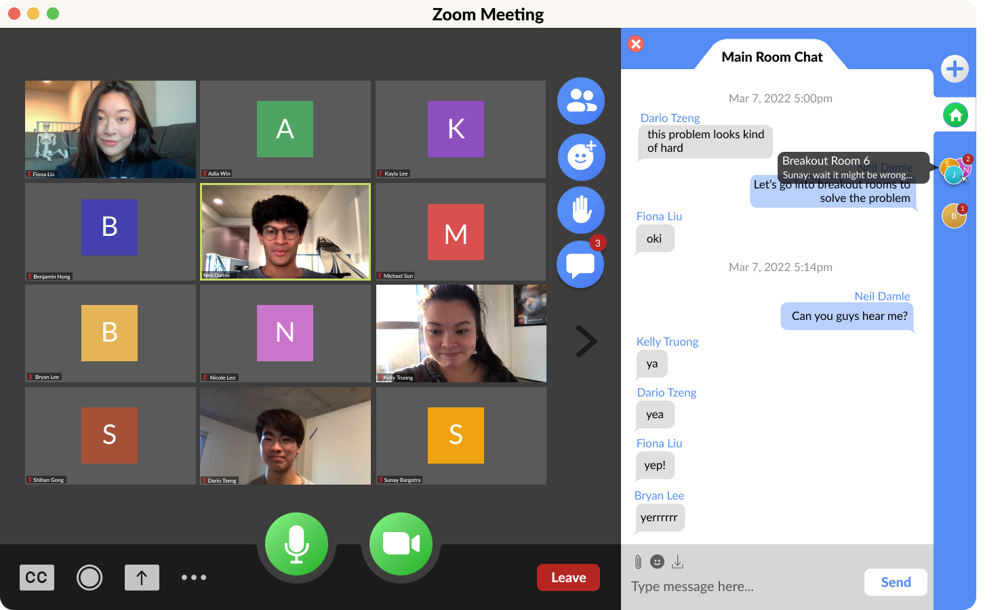 Zoom Meeting
Fiona Liu
A
Adia Win
K
Kayla Lee
B
Benjamin Hong
Neil Damle
M
Michael Sun
B
Bryan Lee
N
Nicole Leo
Kelly Truong
S
Shihan Gong
Dario Tzeng
S
Sunay Bargotra
3
CC
Leave
Main Room Chat
Mar 7, 2022 5:00pm
Dario Tzeng
this problem looks kind
of hard
Neil Damle
Let's go into breakout rooms to
solve the problem
Breakout Room 6
Sunay: wait it might be wrong...
S
N
J
2
B
1
Fiona Liu
oki
Mar 7, 2022 5:14pm
Neil Damle
Can you guys hear me?
Kelly Truong
ya
Dario Tzeng
yea
Fiona Liu
yep!
Bryan Lee
yerrrrrr
Type message here...
Send